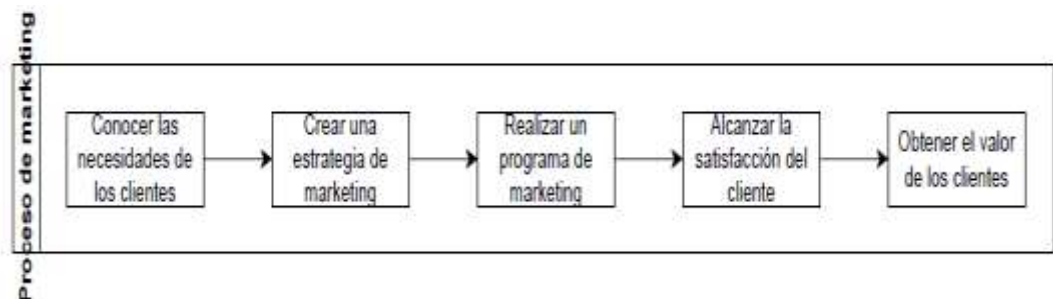 Proceso de marketing
Conocer las
necesidades de
los clientes
Crear una
estrategia de
marketing
Realizar un
programa de
marketing
Alcanzar la
satisfacción del
cliente
Obtener el valor
de los clientes